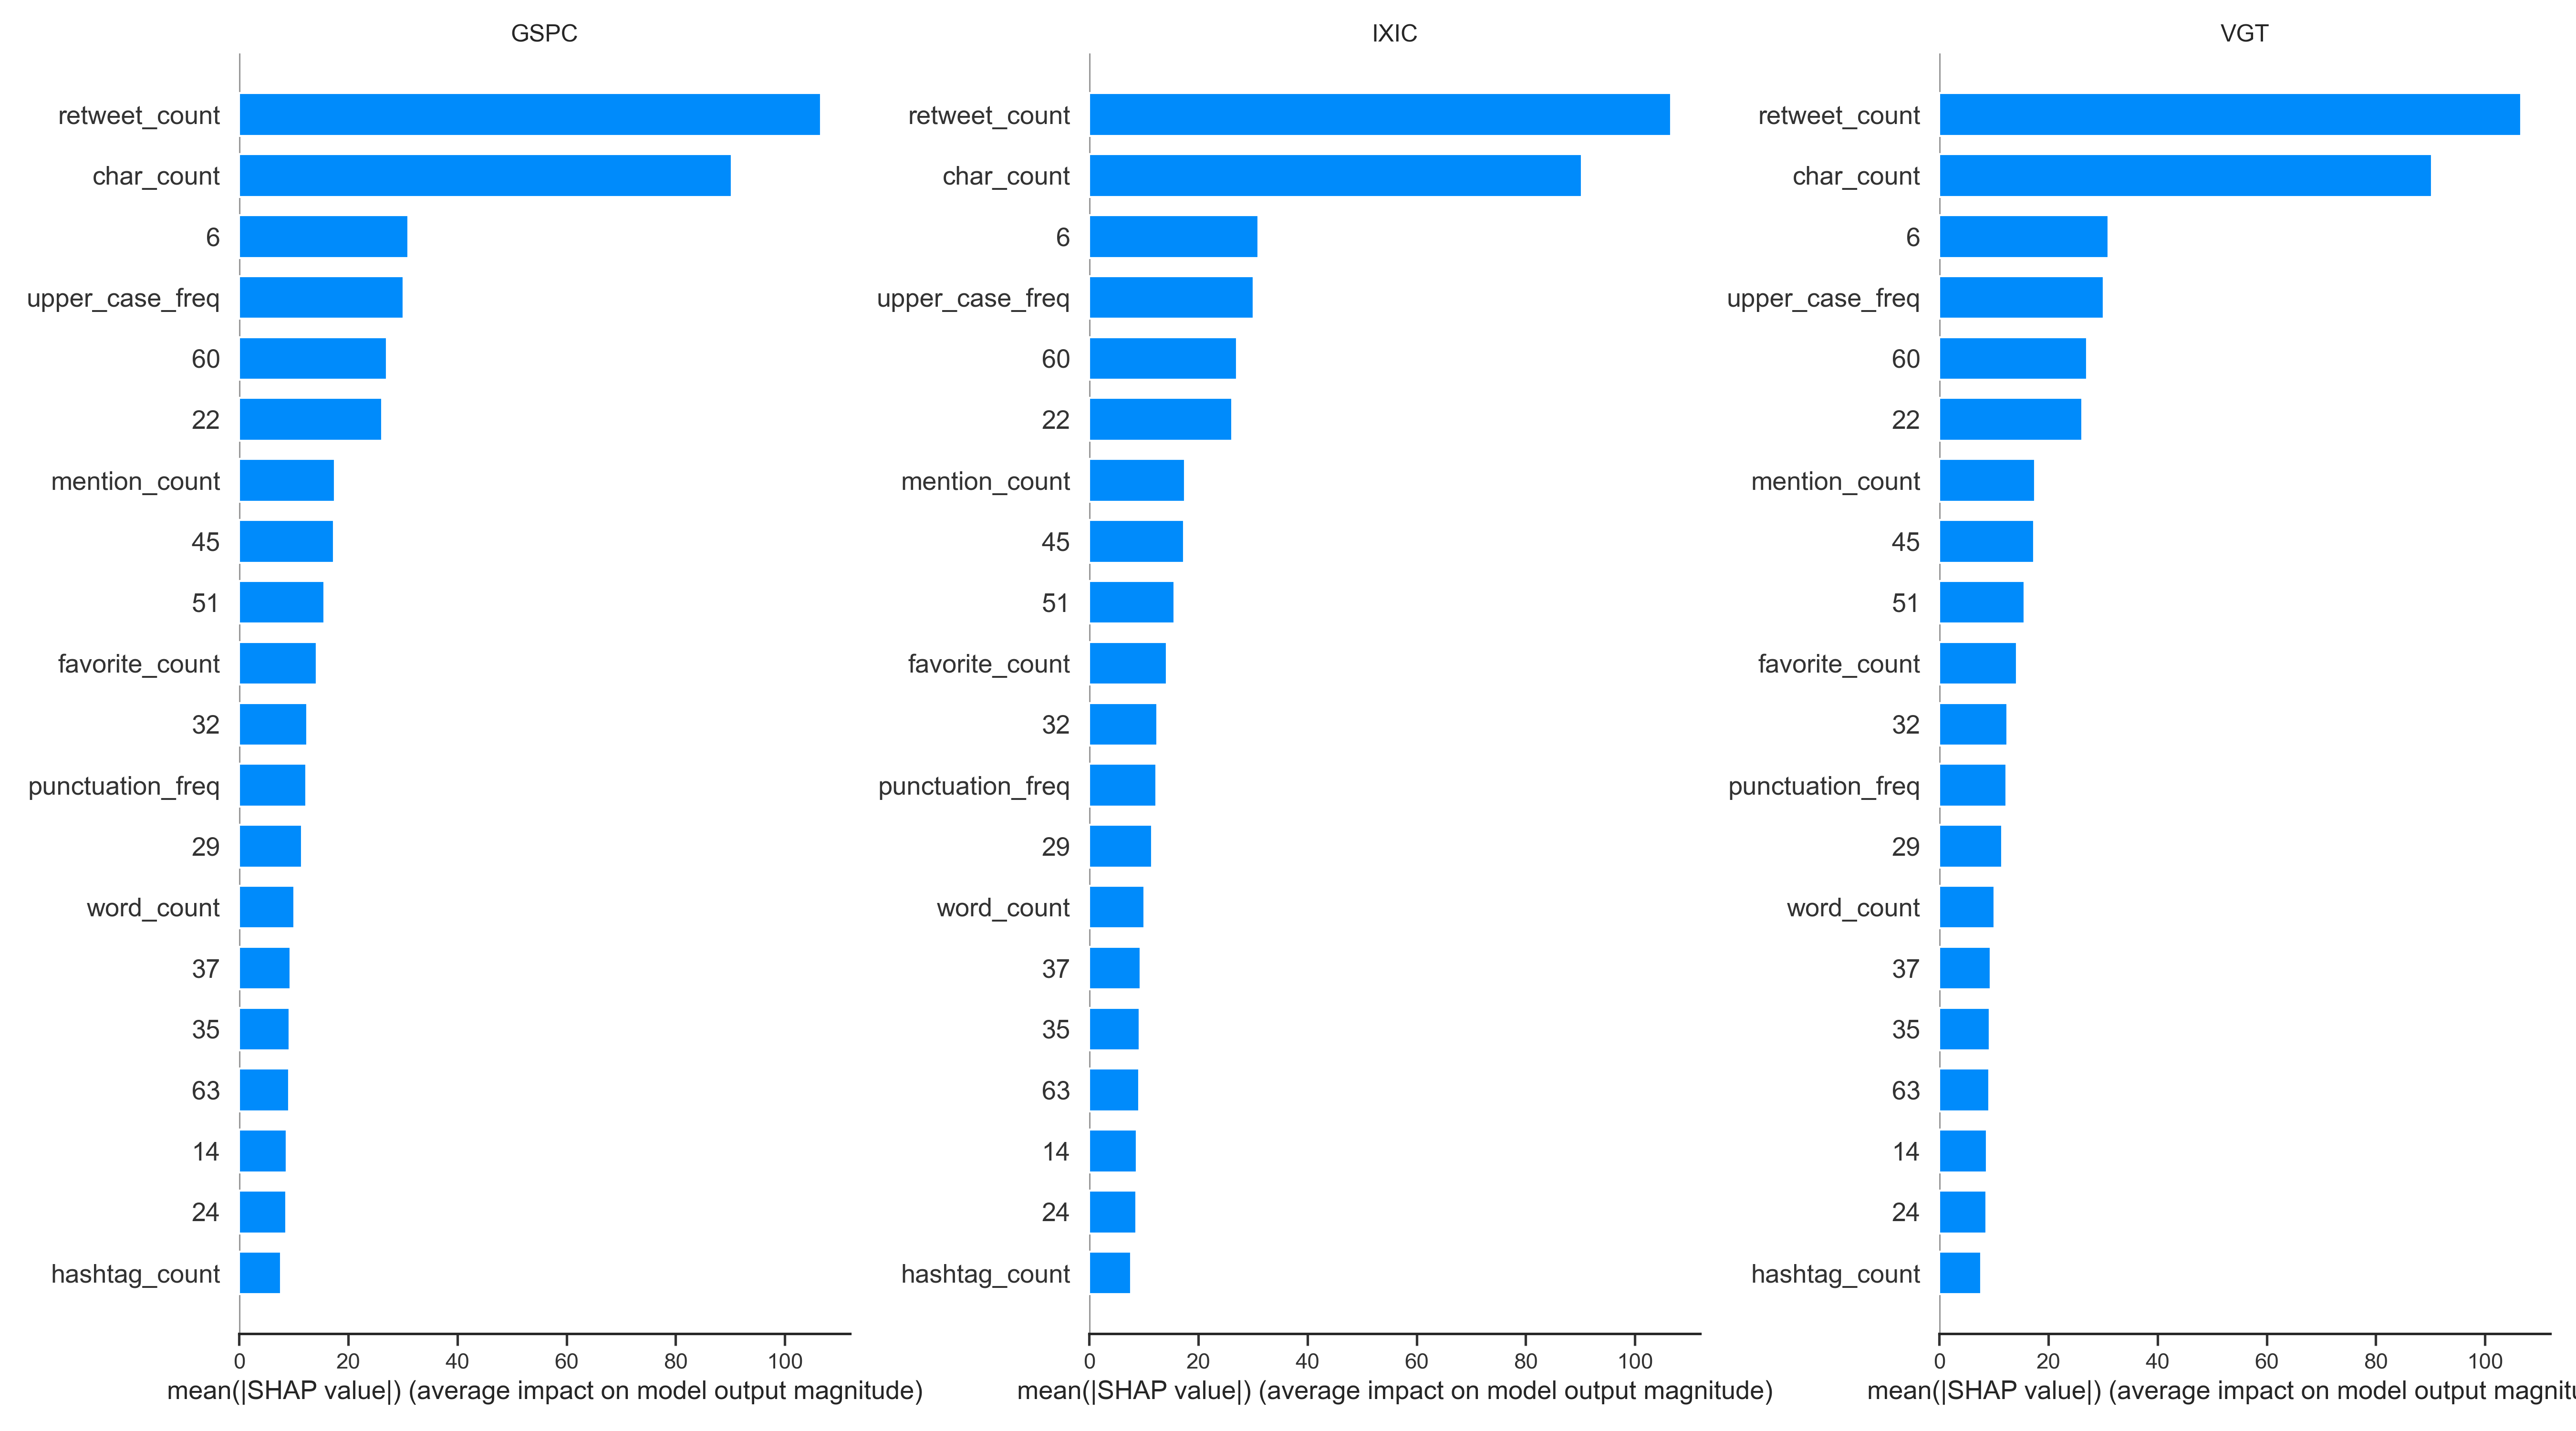 GSPC
retweet_count
char_count
6
upper_case_freq
60
22
mention_count
45
51
favorite_count
32
punctuation_freq
29
word_count
37
35
63
14
24
hashtag_count
0 20 40 60 80 100
mean(|SHAP value|) (average impact on model output magnitude)
IXIC
retweet_count
char_count
6
upper_case_freq
60
22
mention_count
45
51
favorite_count
32
punctuation_freq
29
word_count
37
35
63
14
24
hashtag_count
0 20 40 60 80 100
mean(|SHAP value|) (average impact on model output magnitude)
VGT
retweet_count
char_count
6
upper_case_freq
60
22
mention_count
45
51
favorite_count
32
punctuation_freq
29
word_count
37
35
63
14
24
hashtag_count
0 20 40 60 80 100
mean(|SHAP value|) (average impact on model output